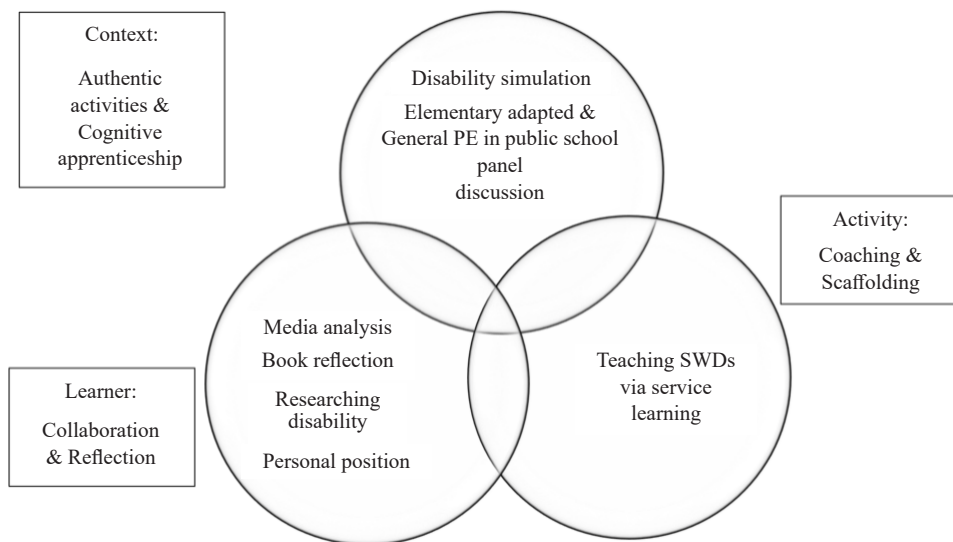 Context:
Authentic
activities &
Cognitive
apprenticeship
Disability simulation
Elementary adapted &
General PE in public school
panel
discussion
Activity:
Coaching &
Scaffolding
Media analysis
Book reflection
Researching
disability
Personal position
Teaching SWDs
via service
learning
Learner:
Collaboration
& Reflection